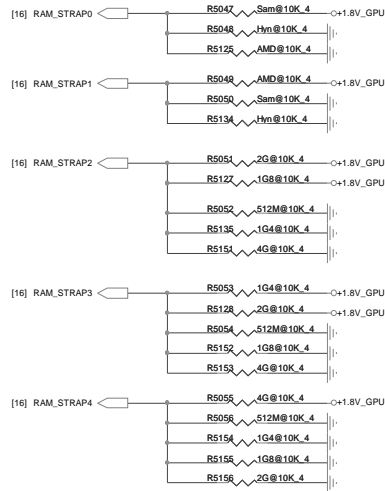 [16] RAM_STRAP0
R5047 Sam@10K_4 +1.8V_GPU
R5048 Hyn@10K_4
R5125 AMD@10K_4
[16] RAM_STRAP1
R5049 AMD@10K_4 +1.8V_GPU
R5050 Sam@10K_4
R5134 Hyn@10K_4
[16] RAM_STRAP2
R5051 2G@10K_4 +1.8V_GPU
R5127 1G8@10K_4 +1.8V_GPU
R5052 512M@10K_4
R5135 1G4@10K_4
R5151 4G@10K_4
[16] RAM_STRAP3
R5053 1G4@10K_4 +1.8V_GPU
R5128 2G@10K_4 +1.8V_GPU
R5054 512M@10K_4
R5152 1G8@10K_4
R5153 4G@10K_4
[16] RAM_STRAP4
R5055 4G@10K_4 +1.8V_GPU
R5056 512M@10K_4
R5154 1G4@10K_4
R5155 1G8@10K_4
R5156 2G@10K_4